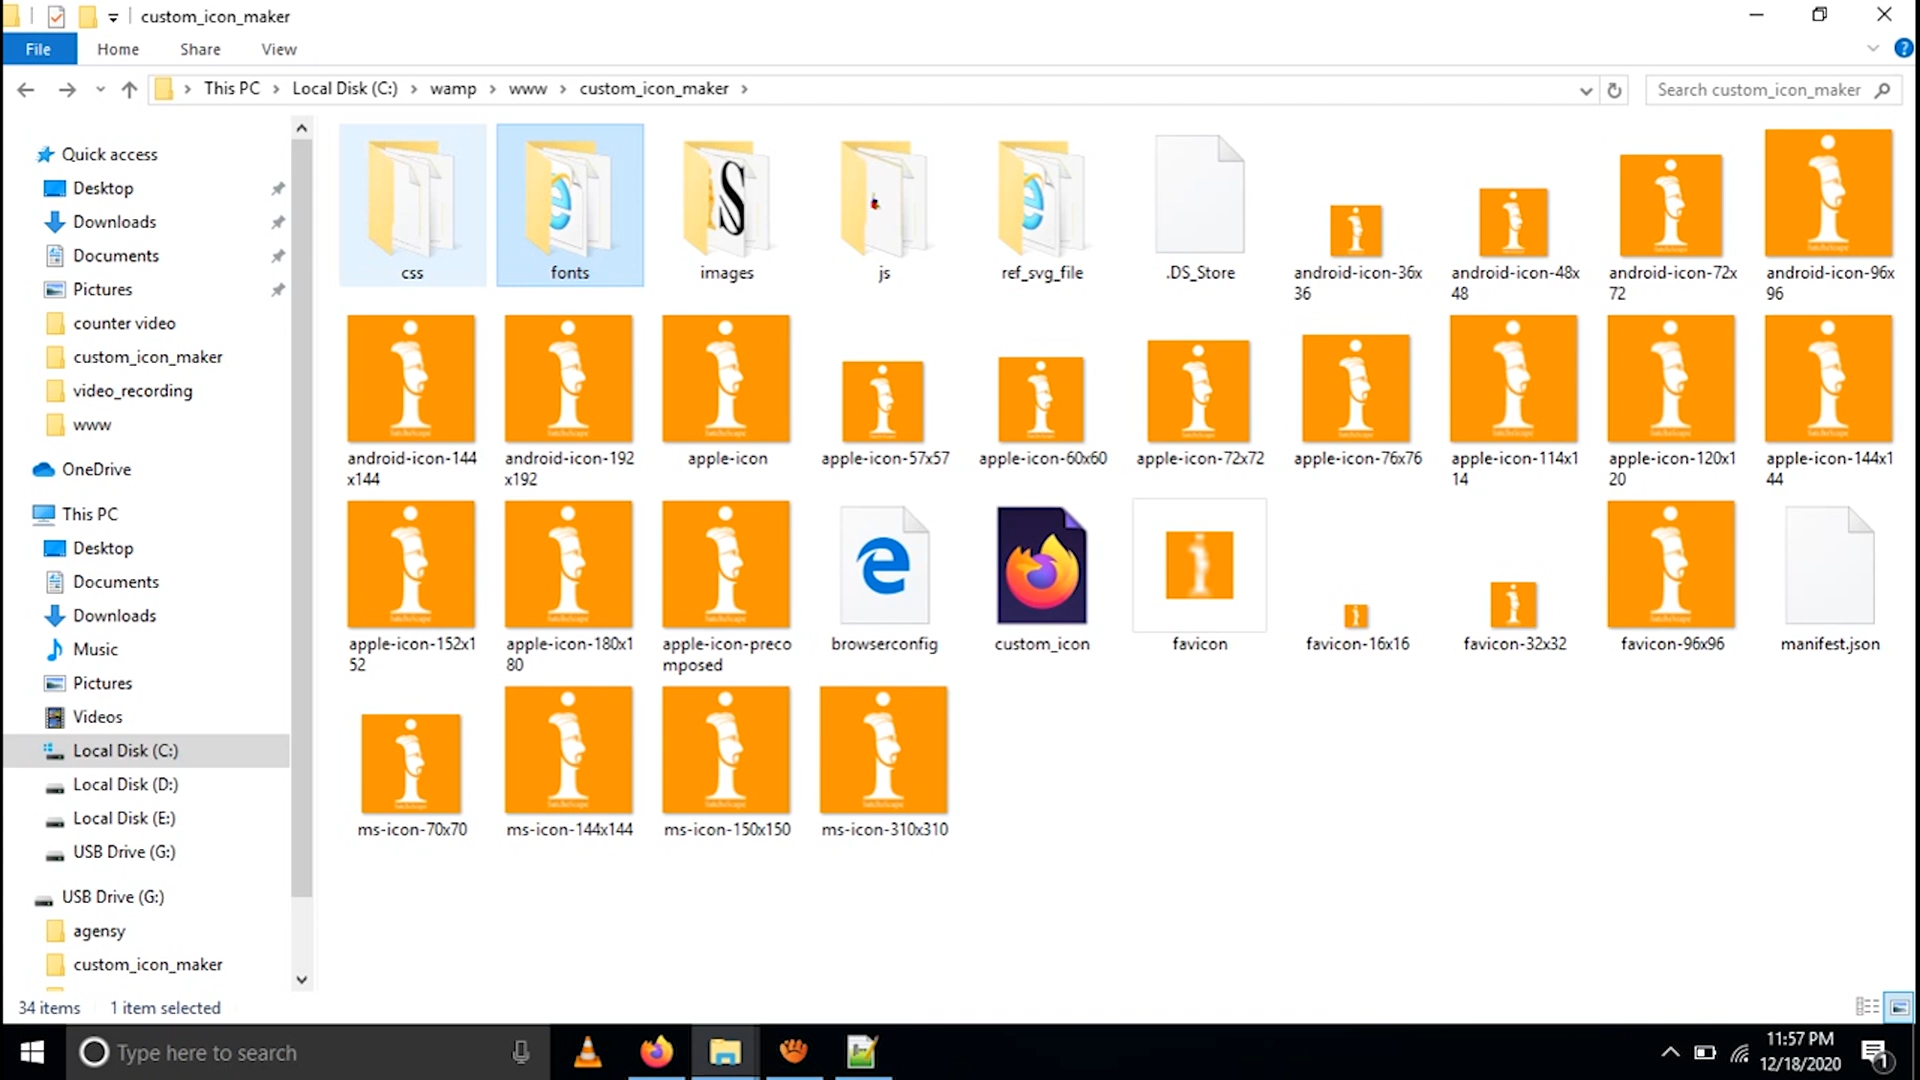 custom_icon_maker
File Home Share View
This PC Local Disk (C:) wamp www custom_icon_maker
Search custom_icon_maker
Quick access
Desktop
Downloads
Documents
Pictures
counter video
custom_icon_maker
video_recording
www
OneDrive
This PC
Desktop
Documents
Downloads
Music
Pictures
Videos
Local Disk (C:)
Local Disk (D:)
Local Disk (E:)
USB Drive (G:)
USB Drive (G:)
agensy
custom_icon_maker
css
fonts
images
js
ref_svg_file
.DS_Store
android-icon-36x
36
android-icon-48x
48
android-icon-72x
72
android-icon-96x
96
android-icon-144
x144
android-icon-192
x192
apple-icon
apple-icon-57x57
apple-icon-60x60
apple-icon-72x72
apple-icon-76x76
apple-icon-114x1
14
apple-icon-120x1
20
apple-icon-144x1
44
apple-icon-152x1
52
apple-icon-180x1
80
apple-icon-preco
mposed
browserconfig
custom_icon
favicon
favicon-16x16
favicon-32x32
favicon-96x96
manifest.json
ms-icon-70x70
ms-icon-144x144
ms-icon-150x150
ms-icon-310x310
34 items 1 item selected
Type here to search
11:57 PM
12/18/2020
1